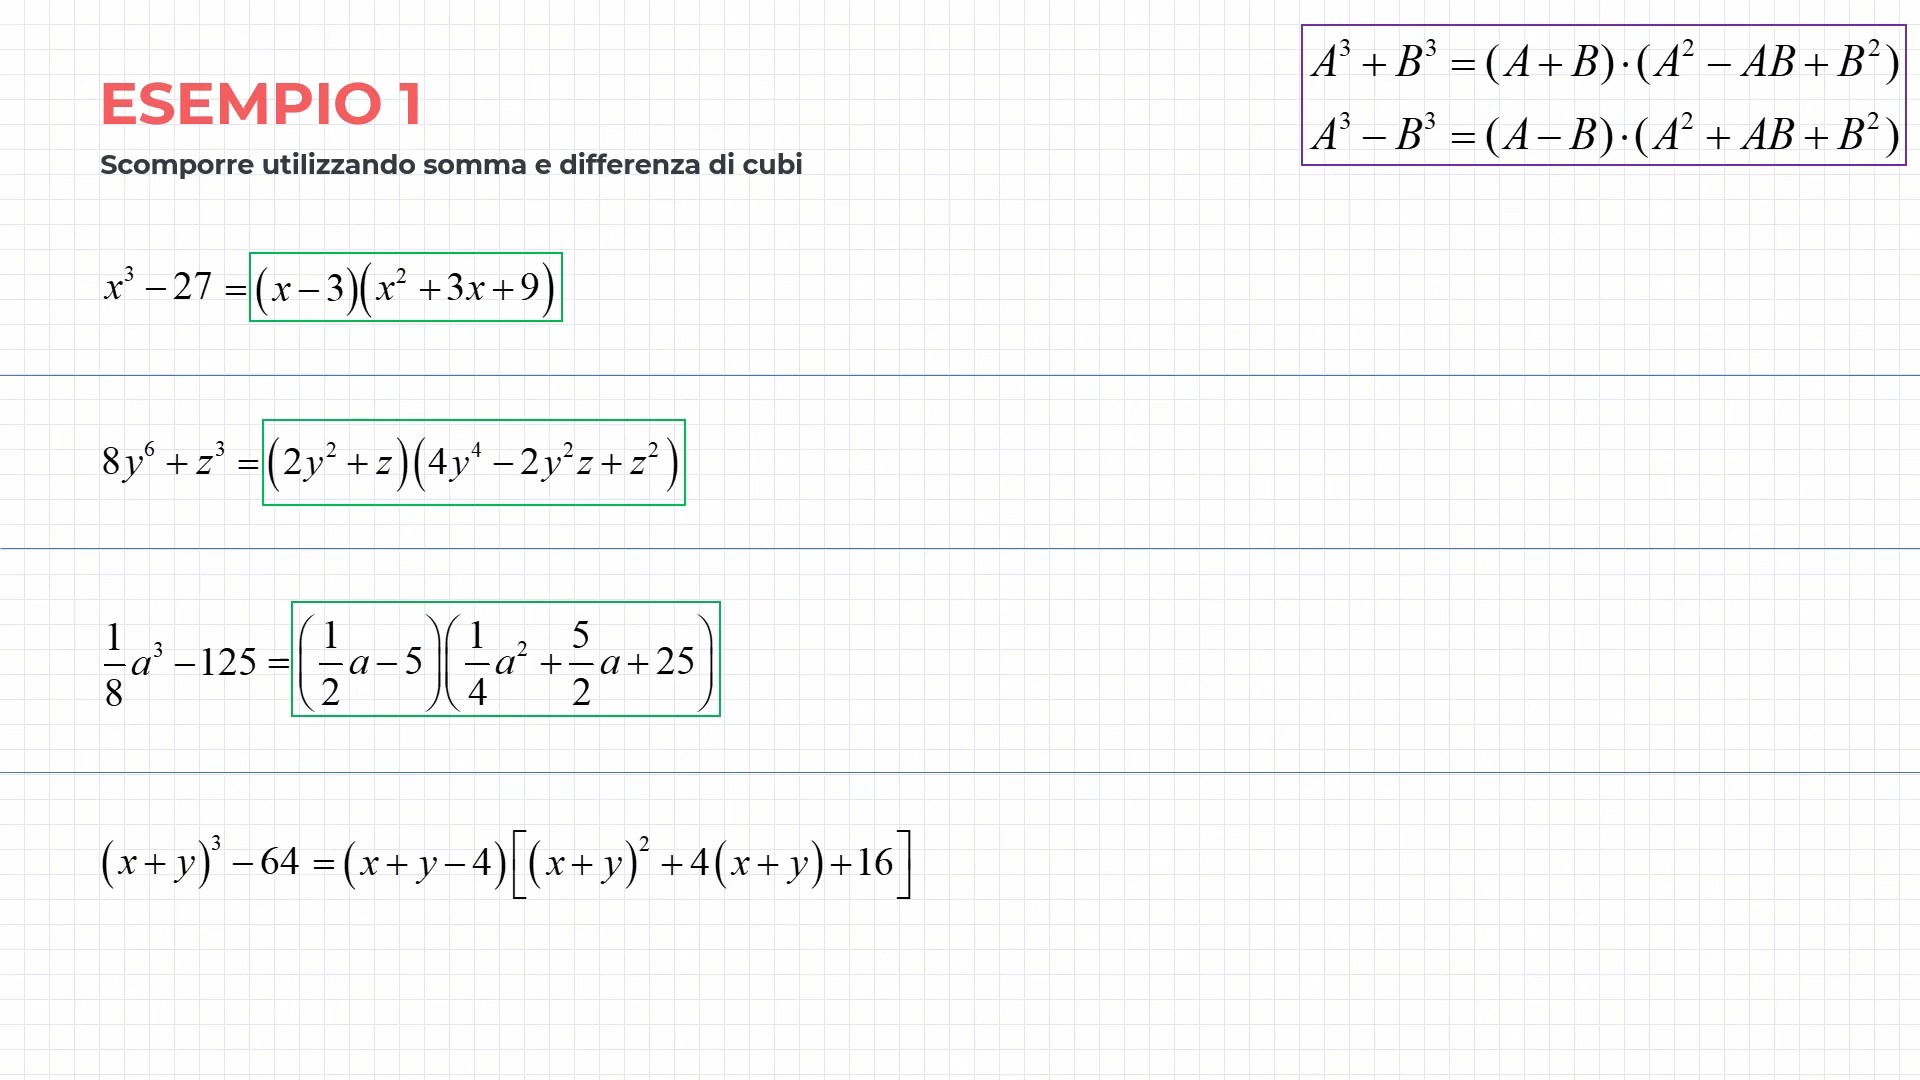 A³ + B³ = (A + B)·(A² − AB + B²)
A³ − B³ = (A − B)·(A² + AB + B²)
ESEMPIO 1
Scomporre utilizzando somma e differenza di cubi
x³ − 27 = (x − 3)(x² + 3x + 9)
8y⁶ + z³ = (2y² + z)(4y⁴ − 2y²z + z²)
1/8 a³ − 125 = (1/2 a − 5)(1/4 a² + 5/2 a + 25)
(x + y)³ − 64 = (x + y − 4)[(x + y)² + 4(x + y) + 16]